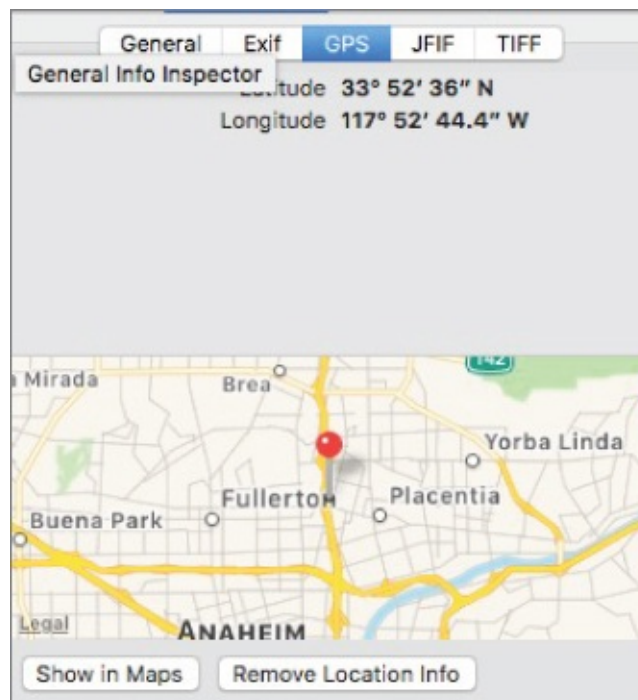 General Exif GPS JFIF TIFF
General Info Inspector
Latitude 33° 52′ 36″ N
Longitude 117° 52′ 44.4″ W
142
Mirada
Brea
Yorba Linda
Fullerton
Placentia
Buena Park
Legal
ANAHEIM
Show in Maps Remove Location Info